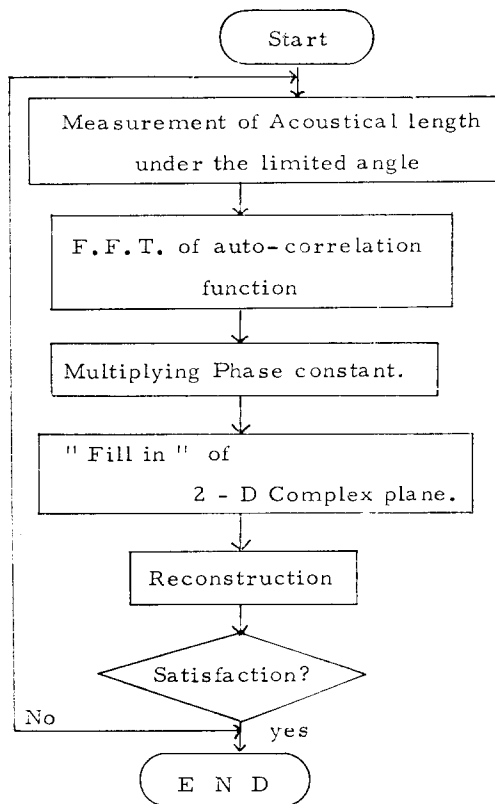 Start
Measurement of Acoustical length
under the limited angle
F.F.T. of auto-correlation
function
Multiplying Phase constant.
" Fill in " of
2 - D Complex plane.
Reconstruction
Satisfaction?
No
yes
E N D